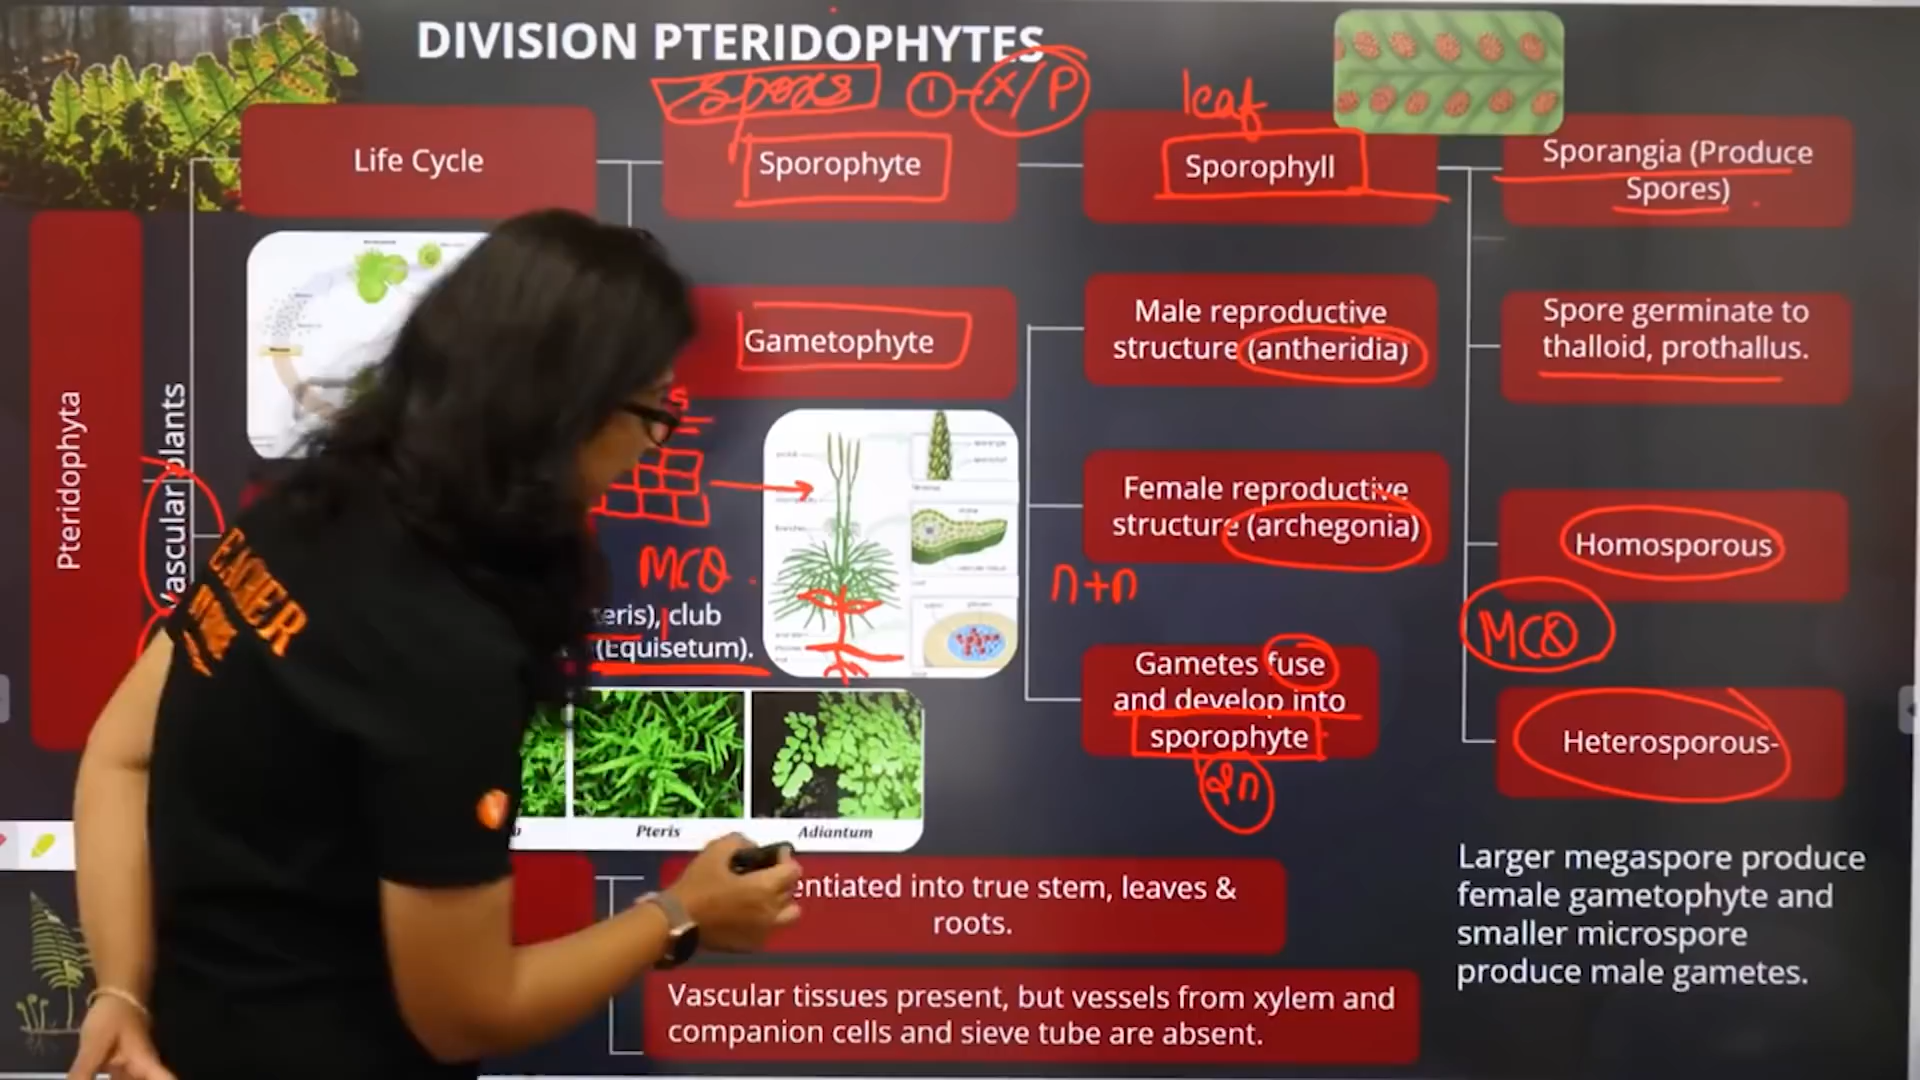 DIVISION PTERIDOPHYTES
spores
①-X/P
leaf
Life Cycle
Sporophyte
Sporophyll
Sporangia (Produce
Spores)
Pteridophyta
Vascular plants
Gametophyte
Male reproductive
structure (antheridia)
Spore germinate to
thalloid, prothallus.
Female reproductive
structure (archegonia)
Homosporous
MCQ
n+n
MCQ
club
(Equisetum).
Gametes fuse
and develop into
sporophyte
2n
Heterosporous-
Pteris
Adiantum
Larger megaspore produce
female gametophyte and
smaller microspore
produce male gametes.
entiated into true stem, leaves &
roots.
Vascular tissues present, but vessels from xylem and
companion cells and sieve tube are absent.